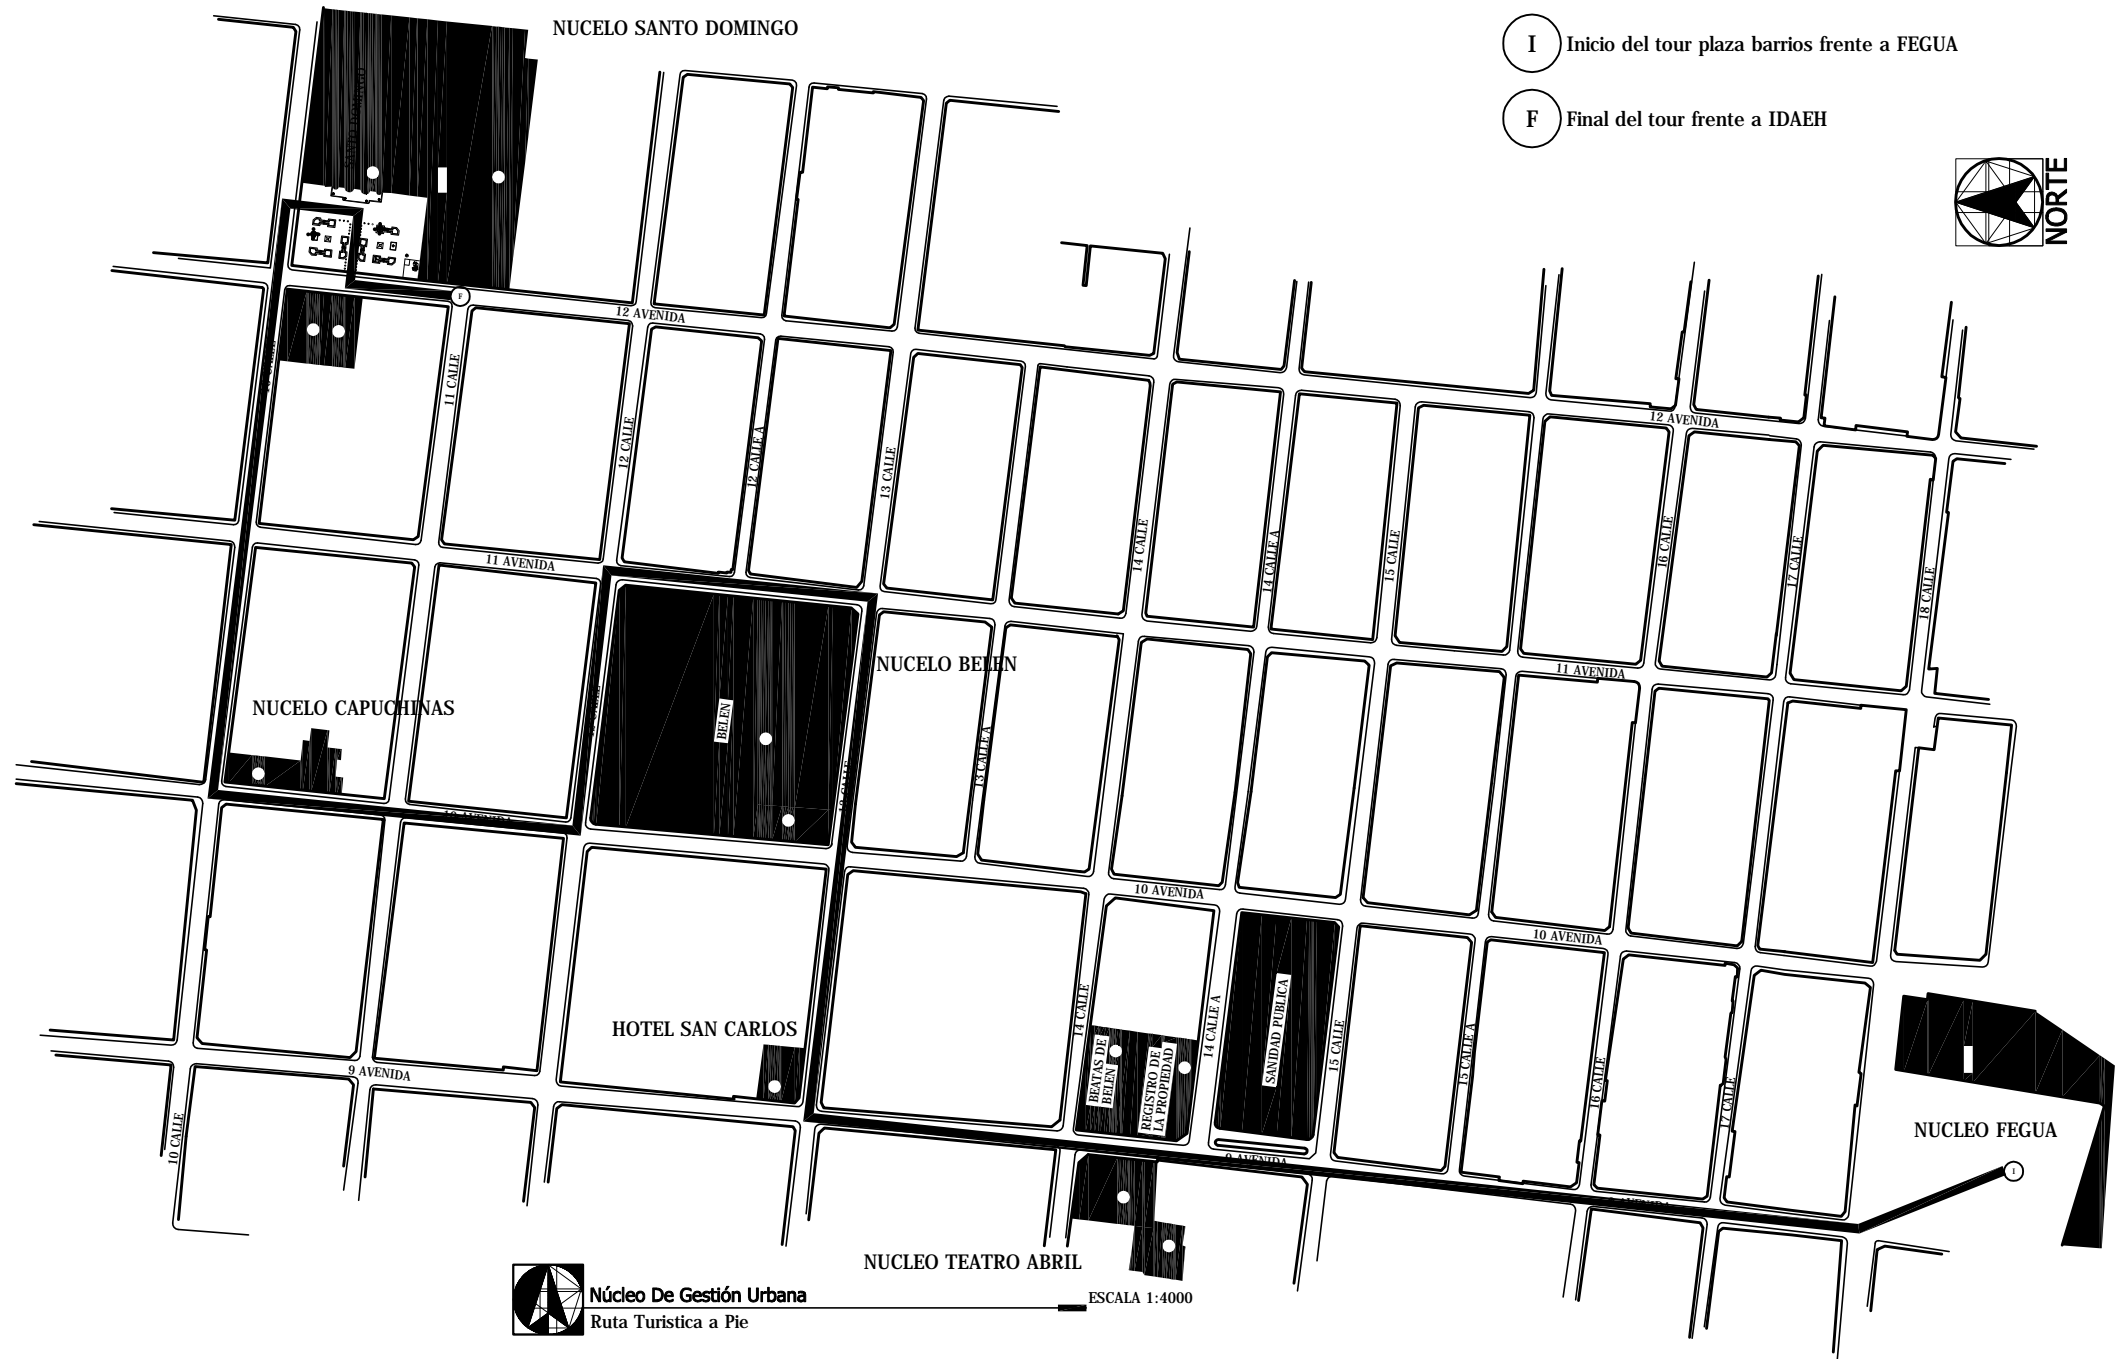 NUCELO SANTO DOMINGO
I
Inicio del tour plaza barrios frente a FEGUA
F
Final del tour frente a IDAEH
NORTE
F
12 AVENIDA
11 CALLE
12 CALLE
12 CALLE A
13 CALLE
12 AVENIDA
14 CALLE
14 CALLE A
15 CALLE
16 CALLE
17 CALLE
18 CALLE
11 AVENIDA
11 AVENIDA
NUCELO BELEN
BELEN
NUCELO CAPUCHINAS
13 CALLE A
13 CALLE
10 AVENIDA
10 AVENIDA
10 AVENIDA
HOTEL SAN CARLOS
14 CALLE
BEATAS DE
BELEN
REGISTRO DE
LA PROPIEDAD
14 CALLE A
SANIDAD PUBLICA
15 CALLE
15 CALLE A
16 CALLE
17 CALLE
9 AVENIDA
10 CALLE
9 AVENIDA
NUCLEO FEGUA
I
NUCLEO TEATRO ABRIL
Núcleo De Gestión Urbana
ESCALA 1:4000
Ruta Turistica a Pie